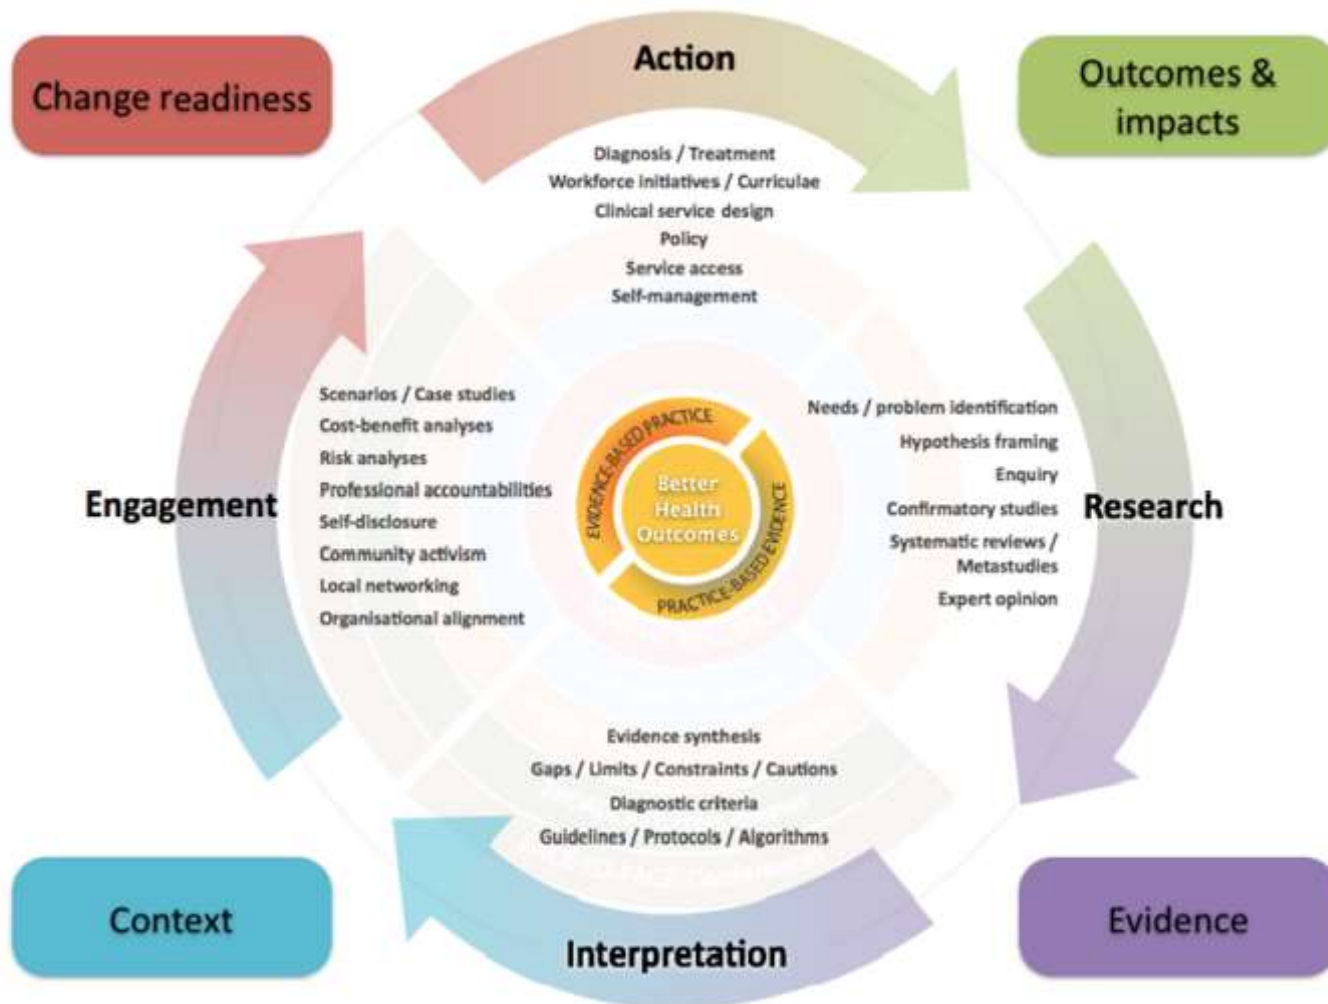 Change readiness
Action
Outcomes &
impacts
Diagnosis / Treatment
Workforce initiatives / Curriculae
Clinical service design
Policy
Service access
Self-management
Engagement
Scenarios / Case studies
Cost-benefit analyses
Risk analyses
Professional accountabilities
Self-disclosure
Community activism
Local networking
Organisational alignment
EVIDENCE-BASED PRACTICE
Better
Health
Outcomes
PRACTICE-BASED EVIDENCE
Needs / problem identification
Hypothesis framing
Enquiry
Confirmatory studies
Systematic reviews /
Metastudies
Expert opinion
Research
Evidence synthesis
Gaps / Limits / Constraints / Cautions
Diagnostic criteria
Guidelines / Protocols / Algorithms
Context
Interpretation
Evidence